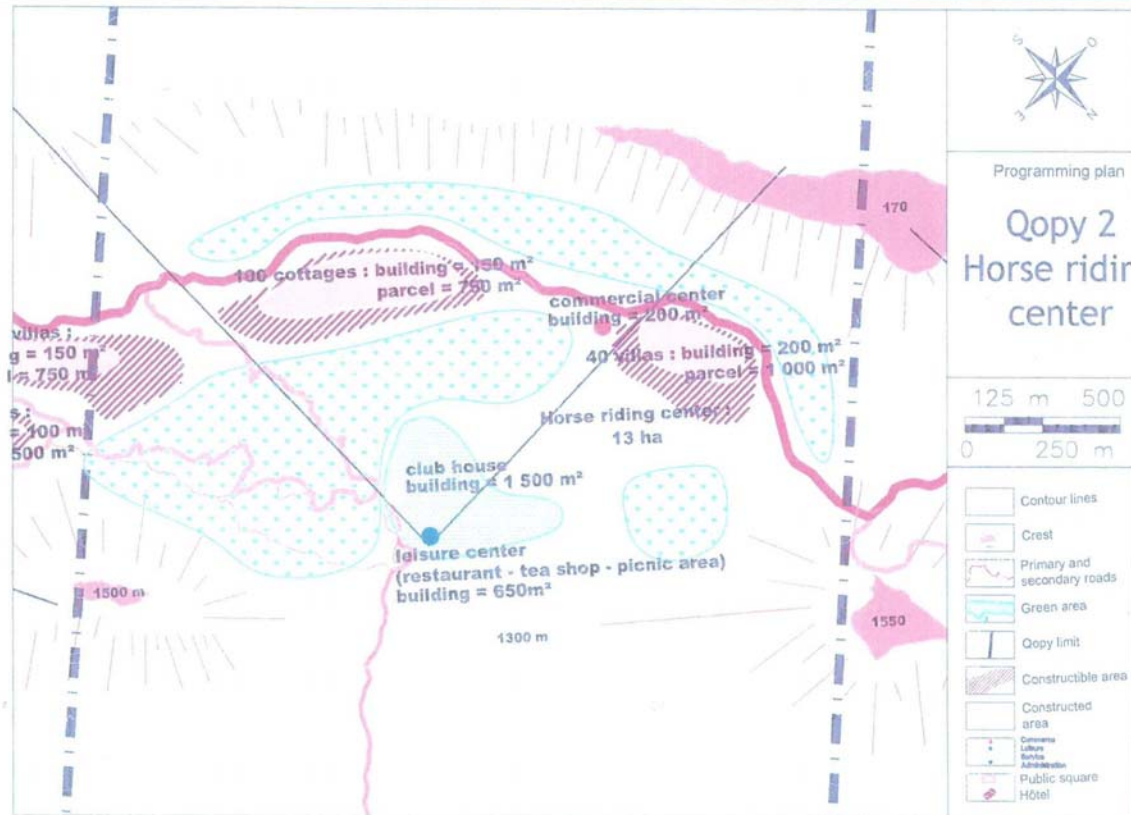 S O
E N
Programming plan
Qopy 2
Horse ridin
center
125 m 500
0 250 m
Contour lines
Crest
Primary and
secondary roads
Green area
Qopy limit
Constructible area
Constructed
area
Commerce
Leisure
Service
Administration
Public square
Hôtel
170
100 cottages : building = 150 m²
parcel = 750 m²
commercial center
building = 200 m²
villas :
g = 150 m²
l = 750 m²
40 villas : building = 200 m²
parcel = 1 000 m²
s :
= 100 m
500 m²
Horse riding center :
13 ha
club house
building = 1 500 m²
leisure center
(restaurant - tea shop - picnic area)
building = 650m²
1500 m
1300 m
1550